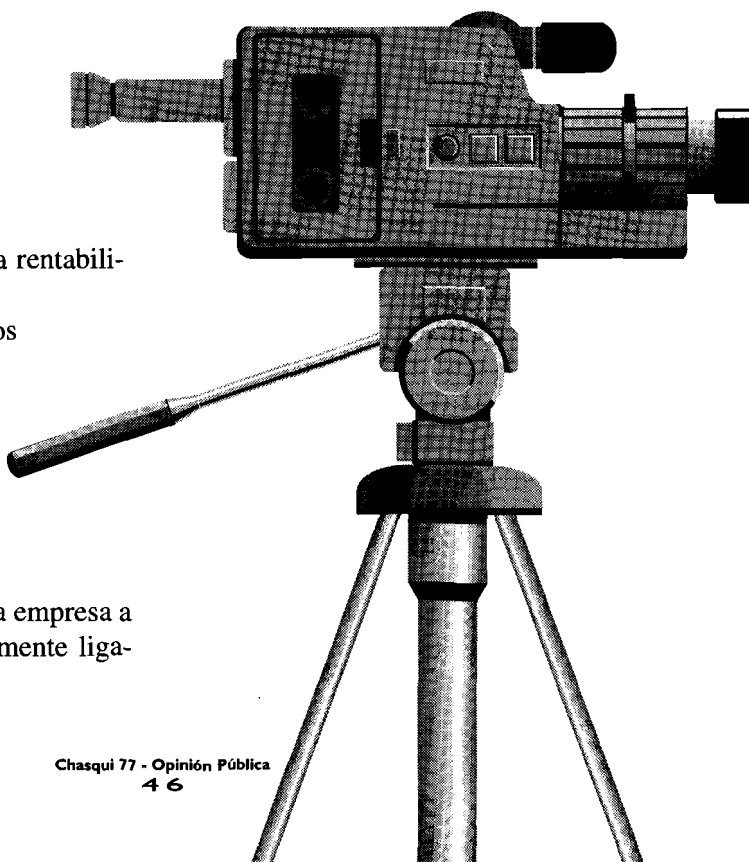 a rentabili-
os
a empresa a
mente liga-
Chasqui 77 - Opinión Pública
46